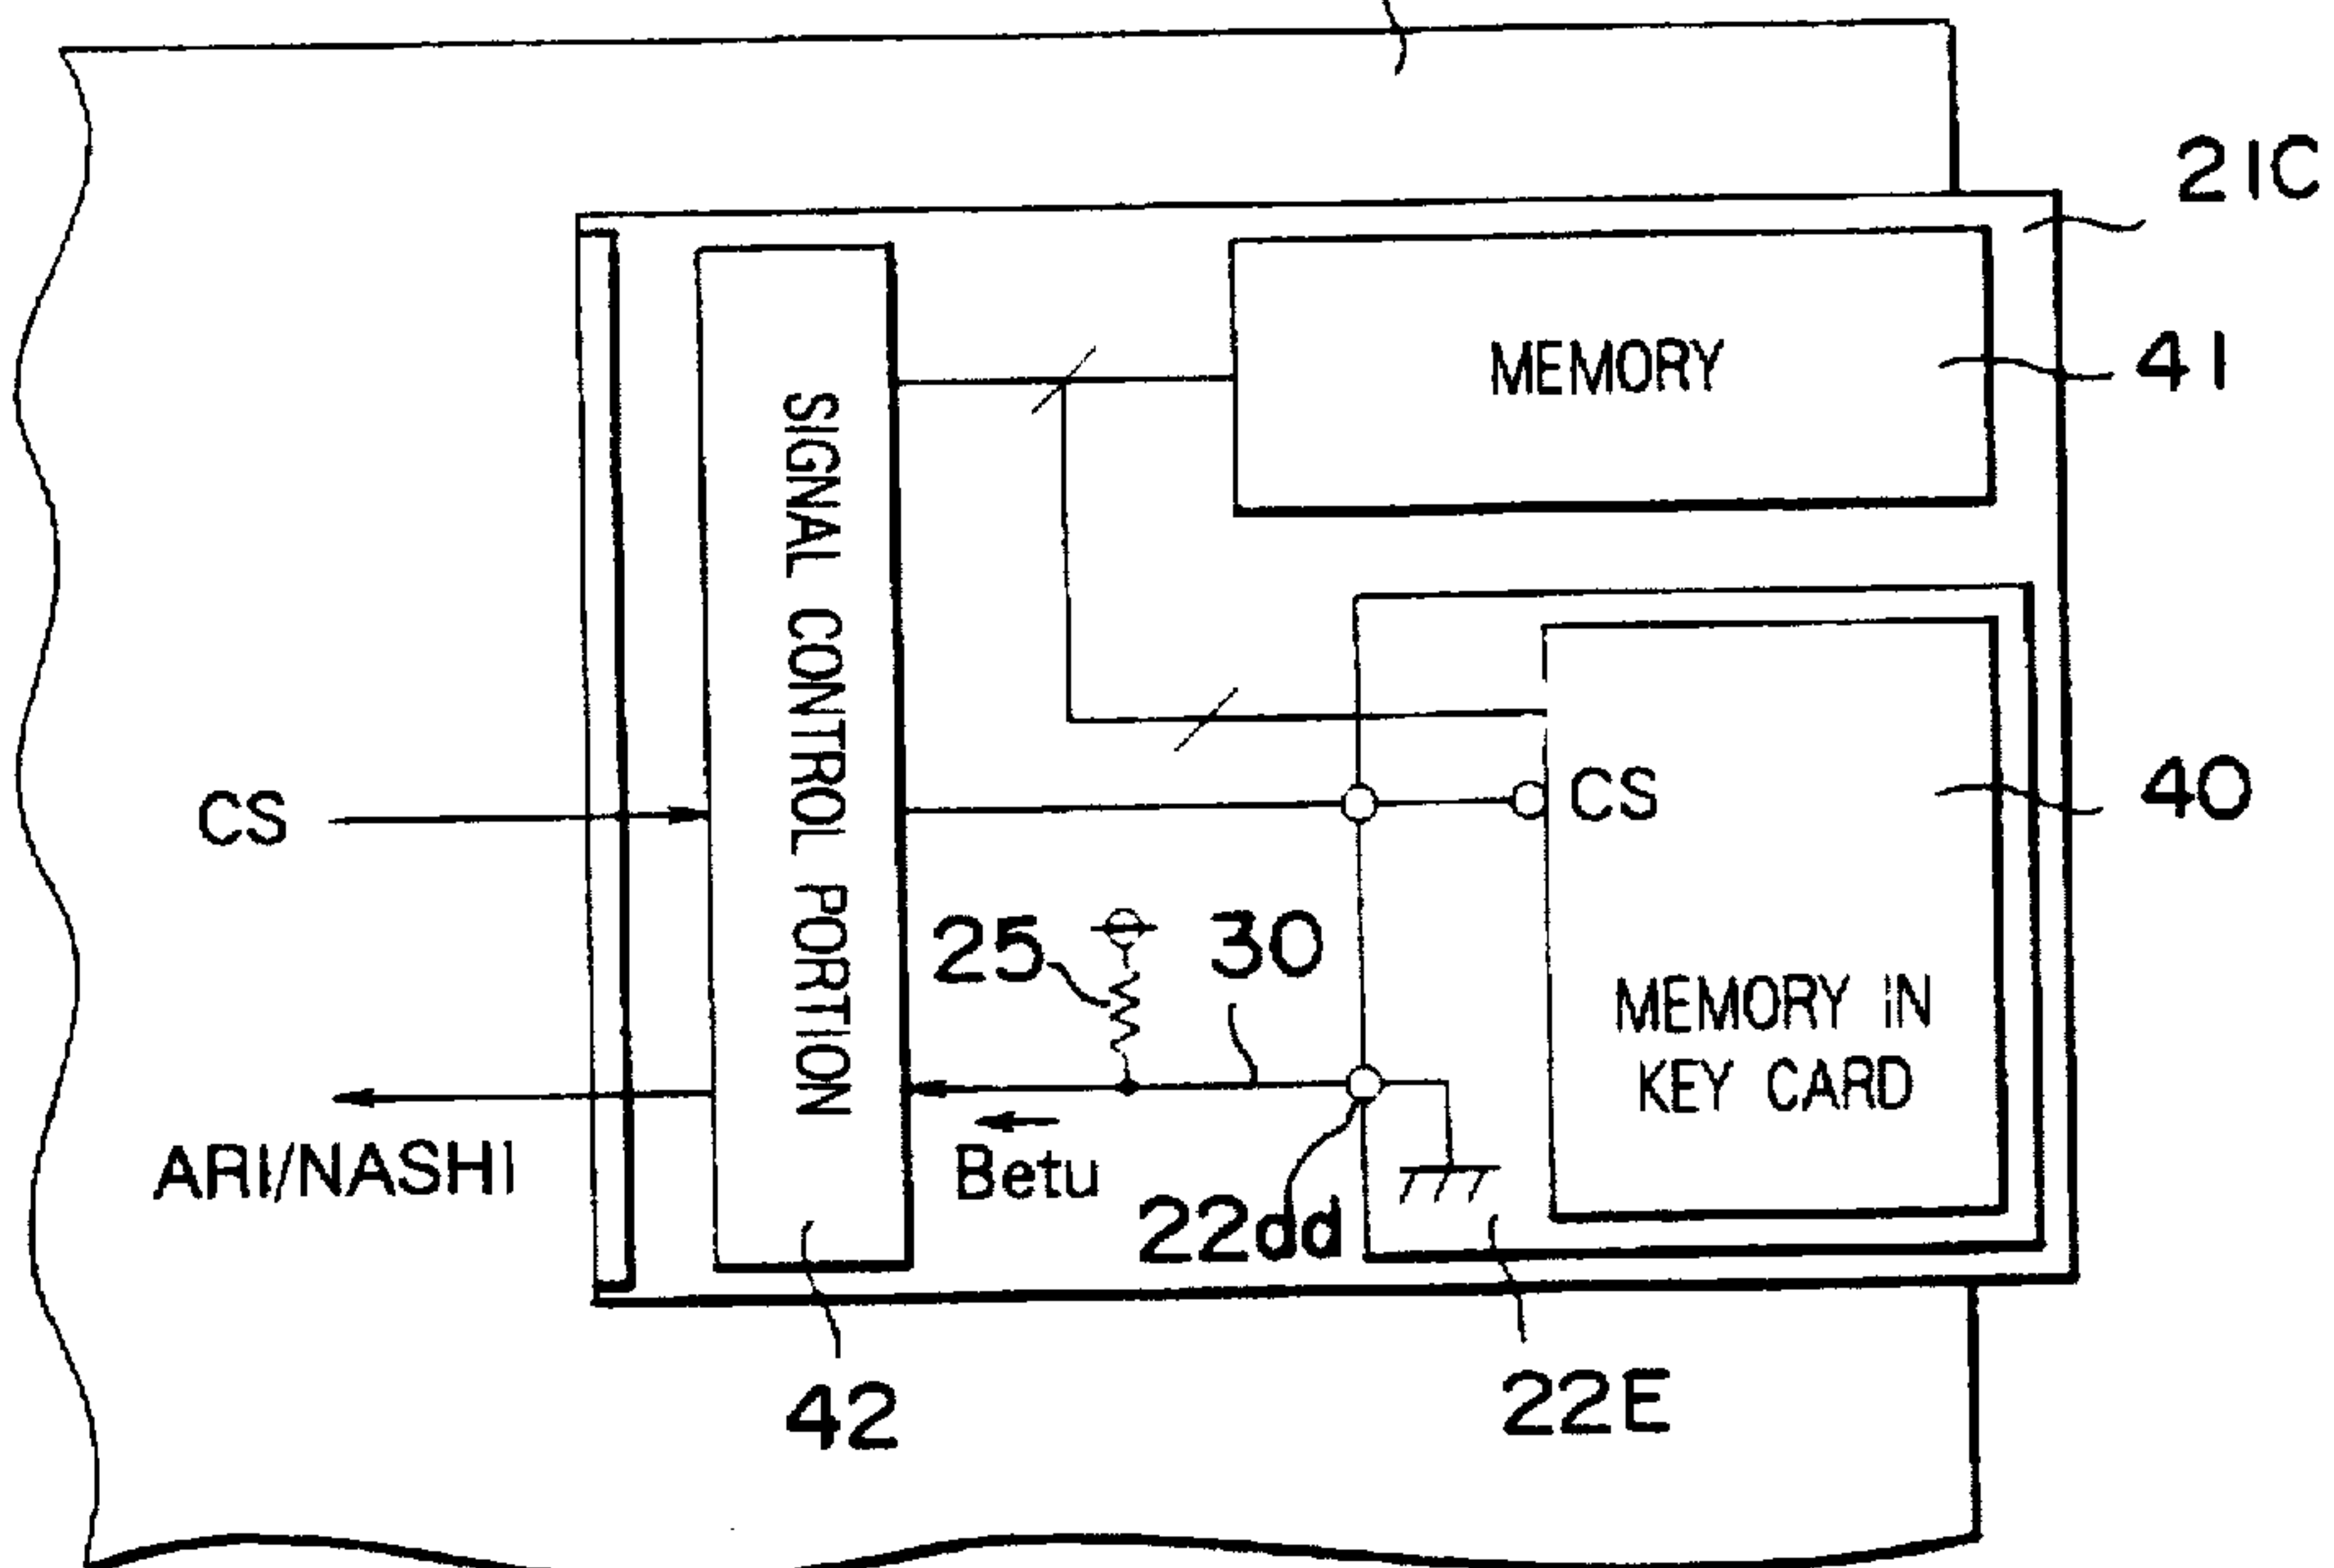 21C
MEMORY
41
SIGNAL CONTROL PORTION
CS
CS
40
25
30
MEMORY IN
KEY CARD
ARI/NASHI
Betu
22dd
42
22E